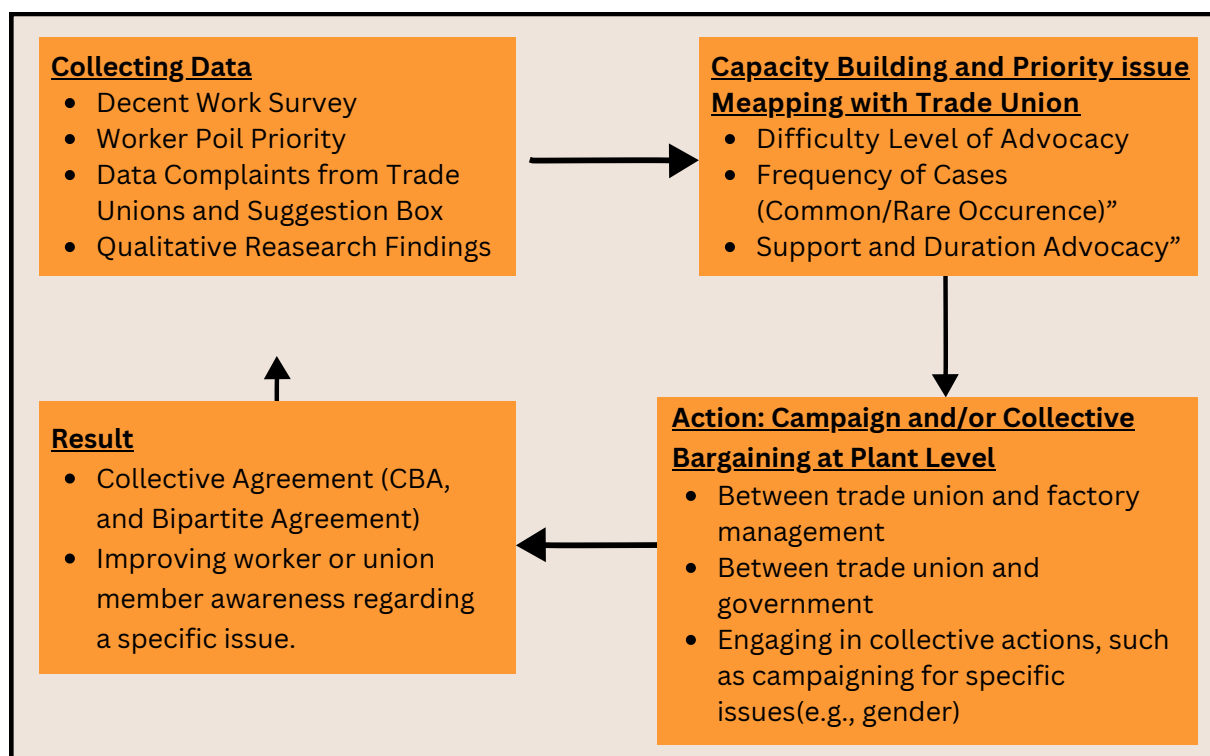 Collecting Data
• Decent Work Survey
• Worker Poil Priority
• Data Complaints from Trade
Unions and Suggestion Box
• Qualitative Reasearch Findings
Capacity Building and Priority issue
Meapping with Trade Union
• Difficulty Level of Advocacy
• Frequency of Cases
(Common/Rare Occurence)”
• Support and Duration Advocacy”
Action: Campaign and/or Collective
Bargaining at Plant Level
• Between trade union and factory
management
• Between trade union and
government
• Engaging in collective actions, such
as campaigning for specific
issues(e.g., gender)
Result
• Collective Agreement (CBA,
and Bipartite Agreement)
• Improving worker or union
member awareness regarding
a specific issue.